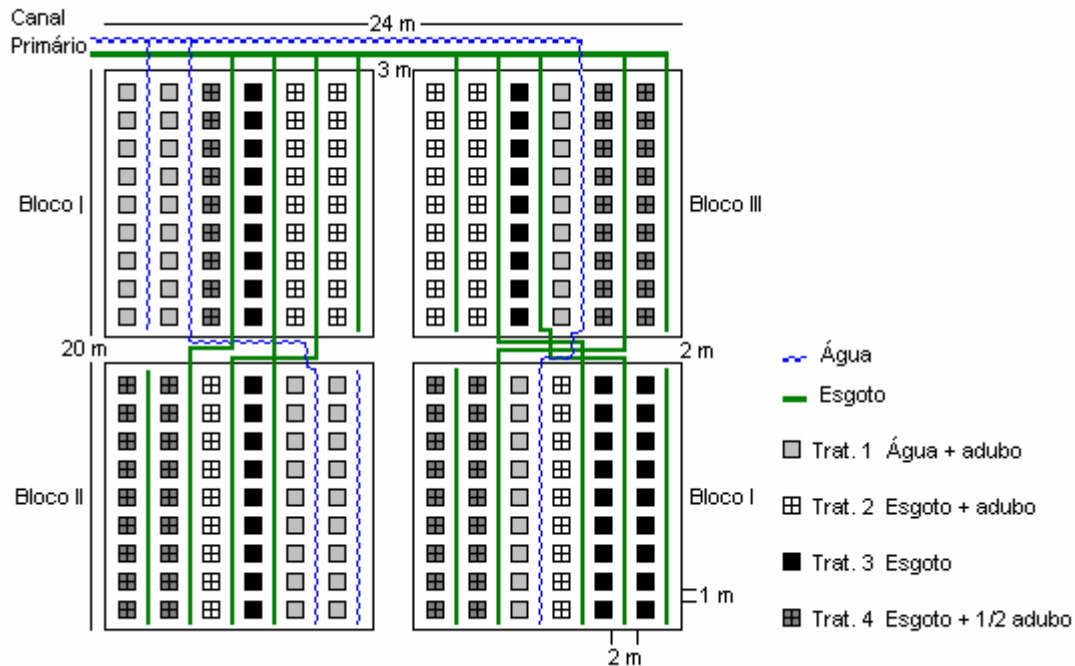 Canal
Primário
24 m
3 m
Bloco I
Bloco III
20 m
2 m
Água
Esgoto
Trat. 1 Água + adubo
Bloco II
Bloco I
Trat. 2 Esgoto + adubo
Trat. 3 Esgoto
1 m
Trat. 4 Esgoto + 1/2 adubo
2 m